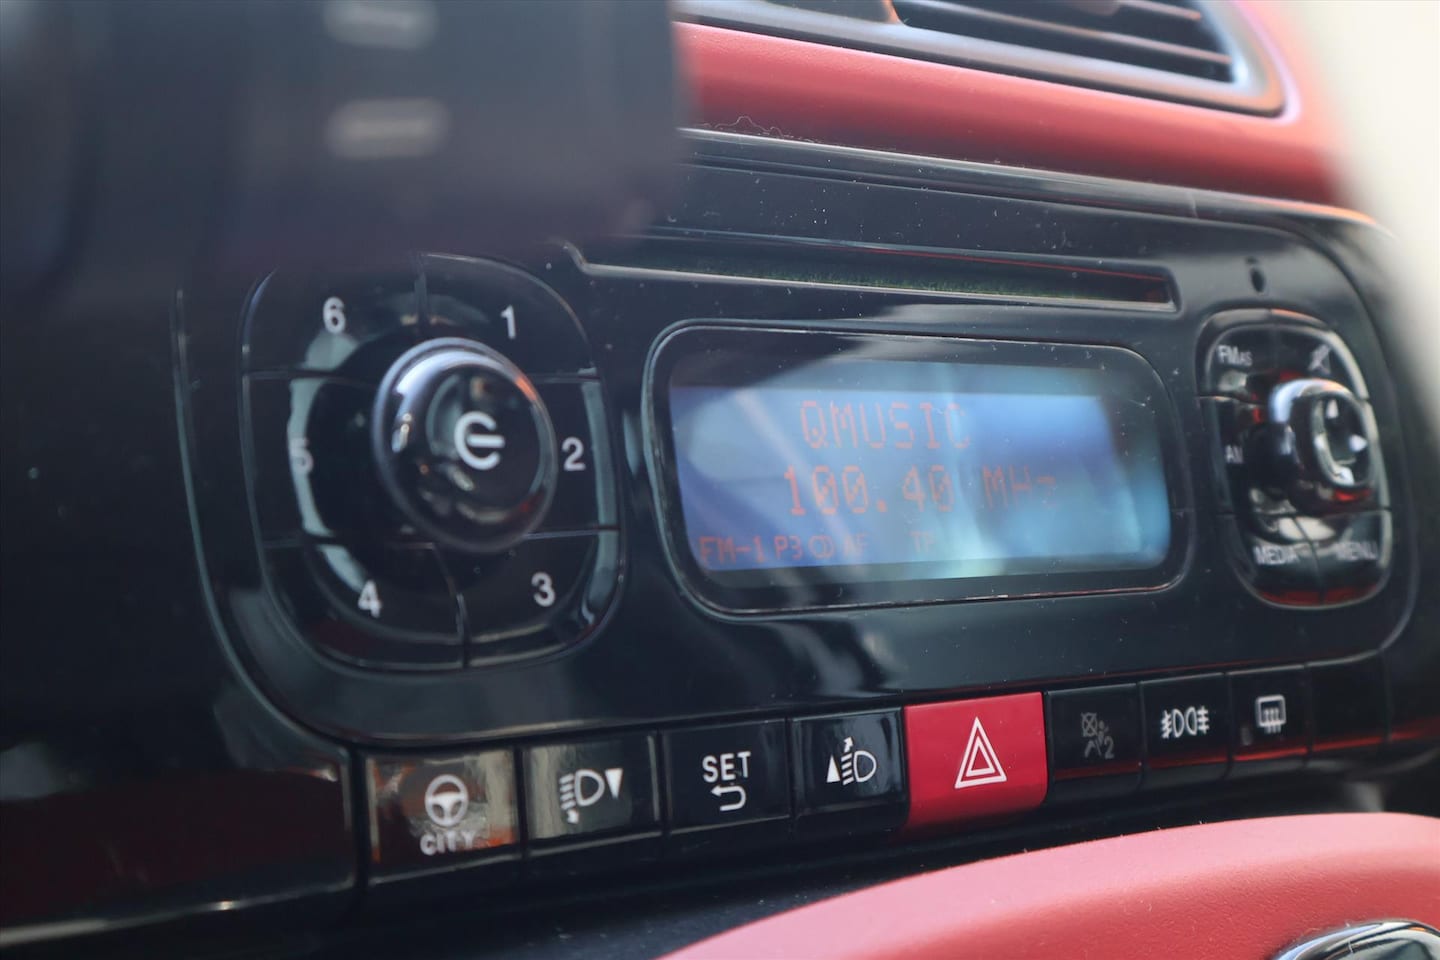 6
1
5
2
4
3
QMUSIC
100.40 MHz
FM-1 P3 CD AF TP
FMAS
AM
MEDIA
MENU
CITY
SET
2